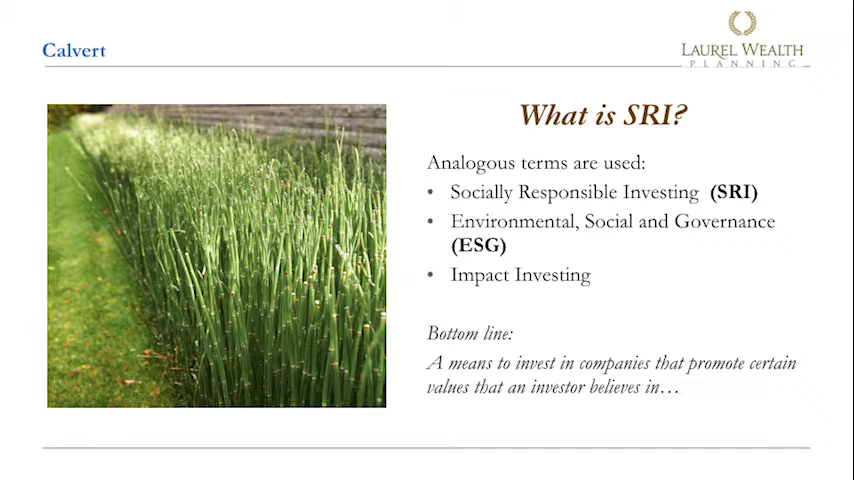 Calvert
LAUREL WEALTH
PLANNING
What is SRI?
Analogous terms are used:
• Socially Responsible Investing (SRI)
• Environmental, Social and Governance
(ESG)
• Impact Investing
Bottom line:
A means to invest in companies that promote certain
values that an investor believes in…